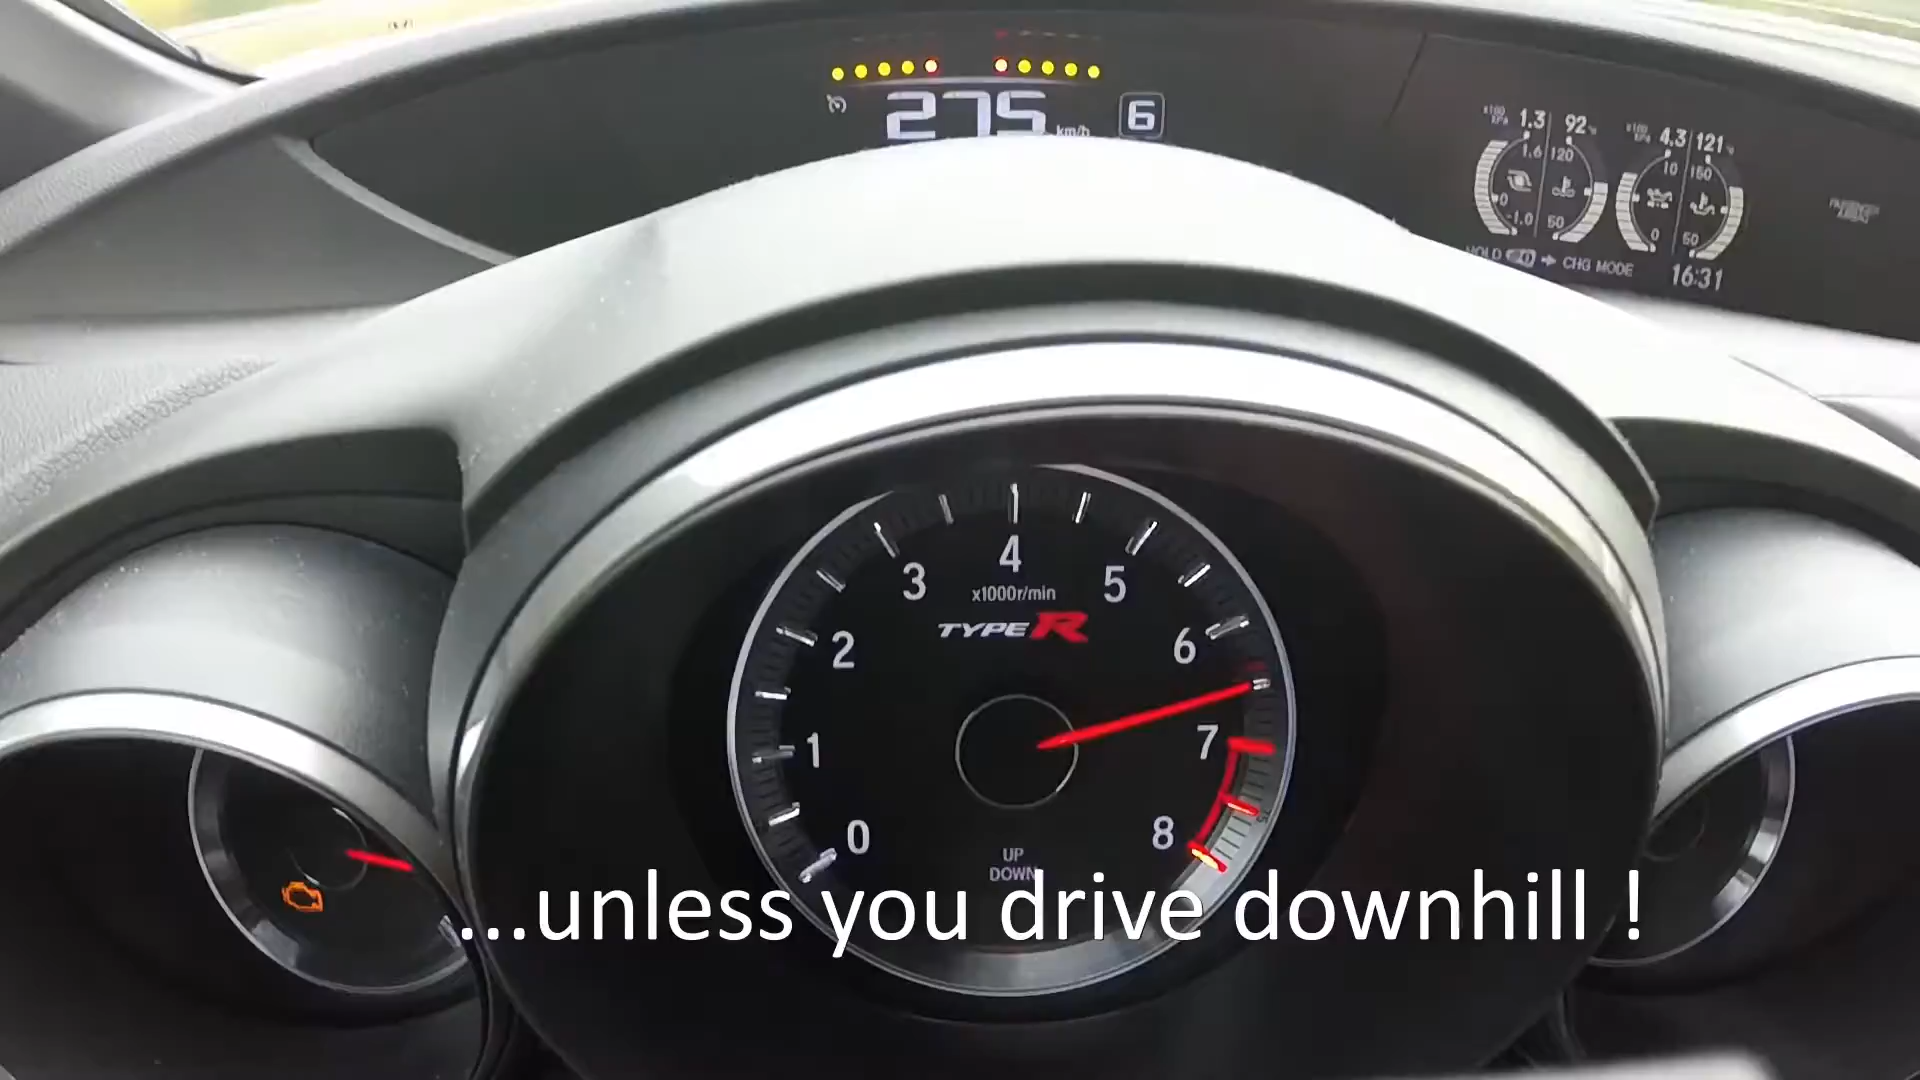 275 km/h 6
x100 kPa 1.3 92
1.6 120
0
-1.0 50
x100 kPa 4.3 121
10 150
0 50
HOLD CHG MODE
16:31
4
3 5
x1000r/min
TYPE R
2 6
1 7
0 8
UP
DOWN
...unless you drive downhill !